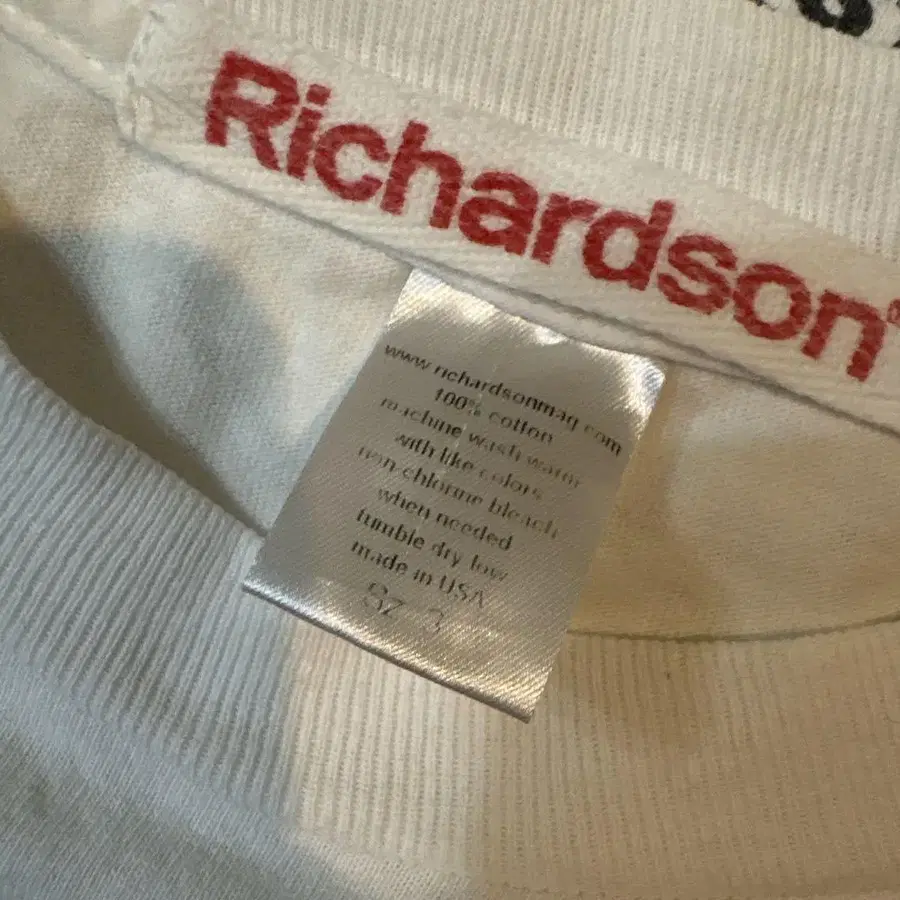 Richardson
www.richardsonmag.com
100% cotton
machine wash warm
with like colors
non-chlorine bleach
when needed
tumble dry low
made in USA
SZ 3